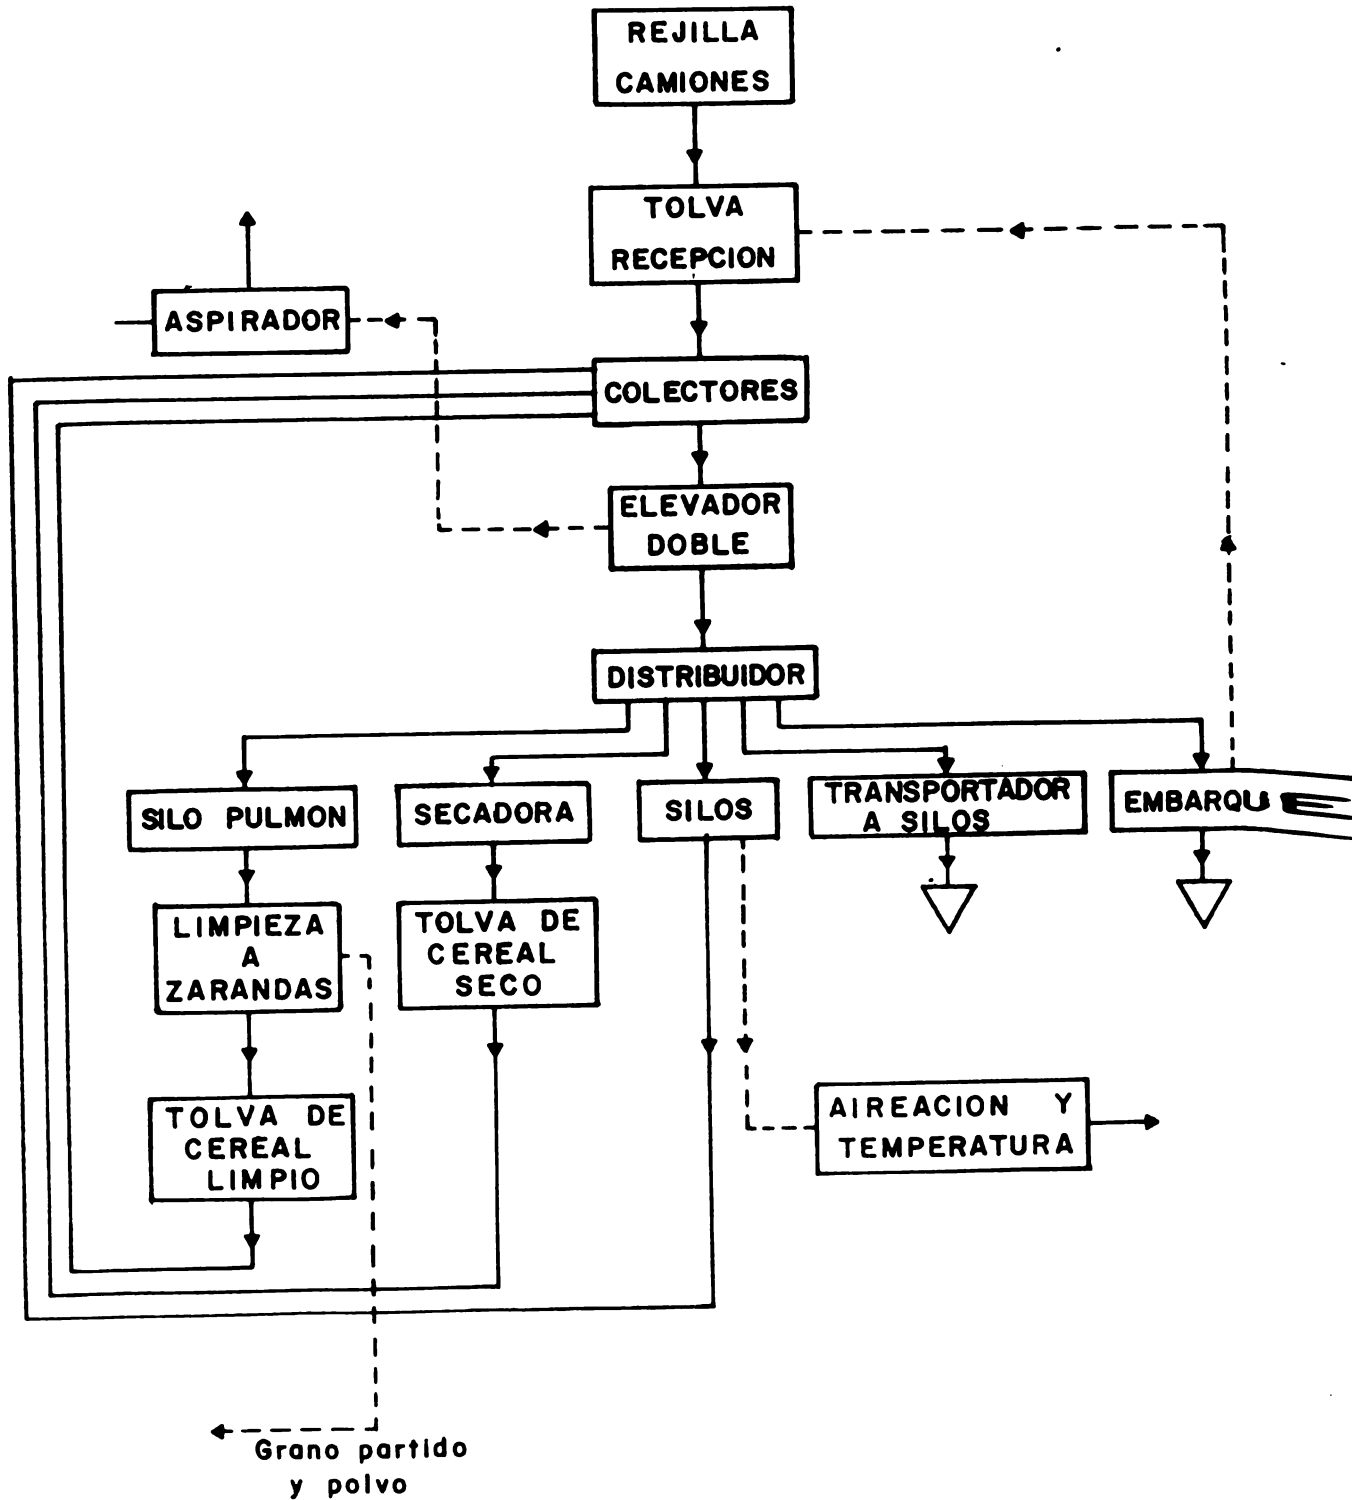 REJILLA
CAMIONES
TOLVA
RECEPCION
ASPIRADOR
COLECTORES
ELEVADOR
DOBLE
DISTRIBUIDOR
SILO PULMON
SECADORA
SILOS
TRANSPORTADOR
A SILOS
EMBARQUE
LIMPIEZA
A
ZARANDAS
TOLVA DE
CEREAL
SECO
TOLVA DE
CEREAL
LIMPIO
AIREACION Y
TEMPERATURA
Grano partido
y polvo